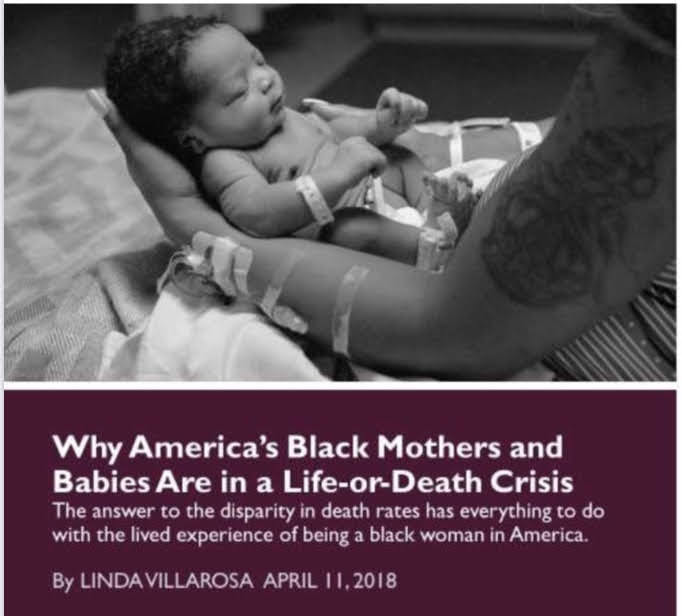 Why America's Black Mothers and
Babies Are in a Life-or-Death Crisis
The answer to the disparity in death rates has everything to do
with the lived experience of being a black woman in America.
By LINDA VILLAROSA APRIL 11, 2018